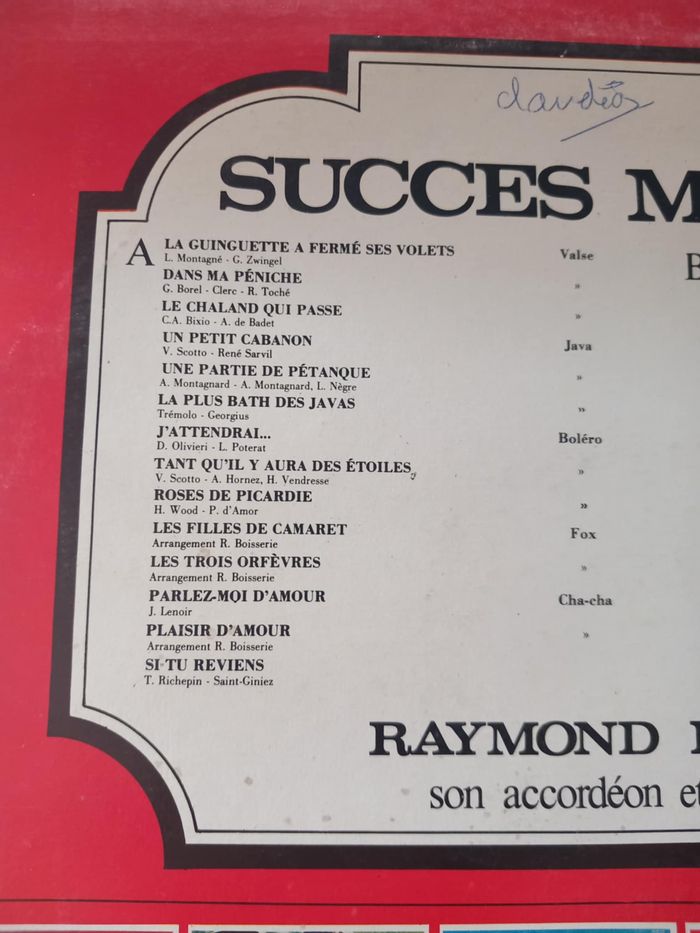 SUCCES M
A LA GUINGUETTE A FERMÉ SES VOLETS Valse
L. Montagné - G. Zwingel
B
DANS MA PÉNICHE »
G. Borel - Clerc - R. Toché
LE CHALAND QUI PASSE »
C.A. Bixio - A. de Badet
UN PETIT CABANON Java
V. Scotto - René Sarvil
UNE PARTIE DE PÉTANQUE »
A. Montagnard - A. Montagnard, L. Nègre
LA PLUS BATH DES JAVAS »
Trémolo - Georgius
J'ATTENDRAI... Boléro
D. Olivieri - L. Poterat
TANT QU'IL Y AURA DES ÉTOILES »
V. Scotto - A. Hornez, H. Vendresse
ROSES DE PICARDIE »
H. Wood - P. d'Amor
LES FILLES DE CAMARET Fox
Arrangement R. Boisserie
LES TROIS ORFÈVRES »
Arrangement R. Boisserie
PARLEZ-MOI D'AMOUR Cha-cha
J. Lenoir
PLAISIR D'AMOUR »
Arrangement R. Boisserie
SI TU REVIENS
T. Richepin - Saint-Giniez
RAYMOND
son accordéon et